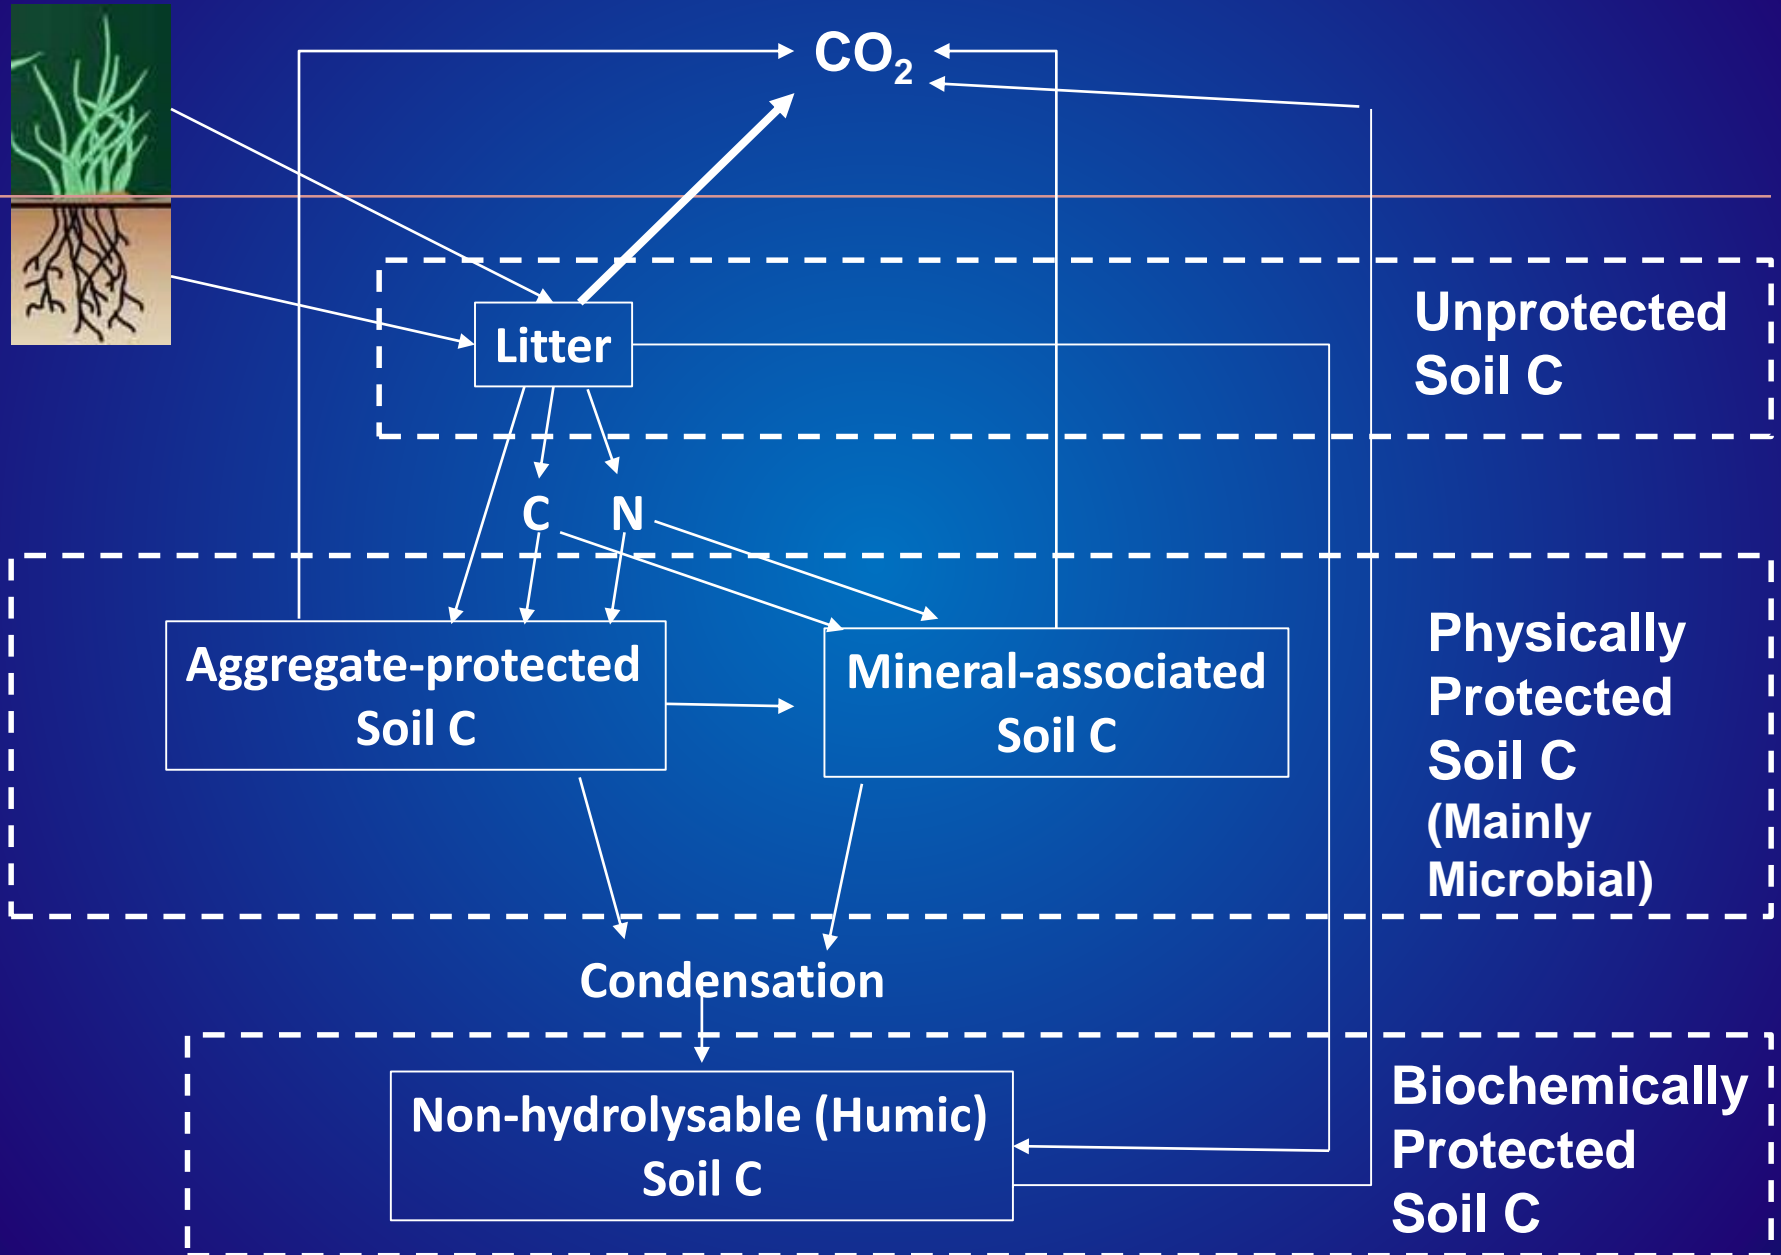 CO₂
Litter
Unprotected
Soil C
C
N
Aggregate-protected
Soil C
Mineral-associated
Soil C
Physically
Protected
Soil C
(Mainly
Microbial)
Condensation
Non-hydrolysable (Humic)
Soil C
Biochemically
Protected
Soil C